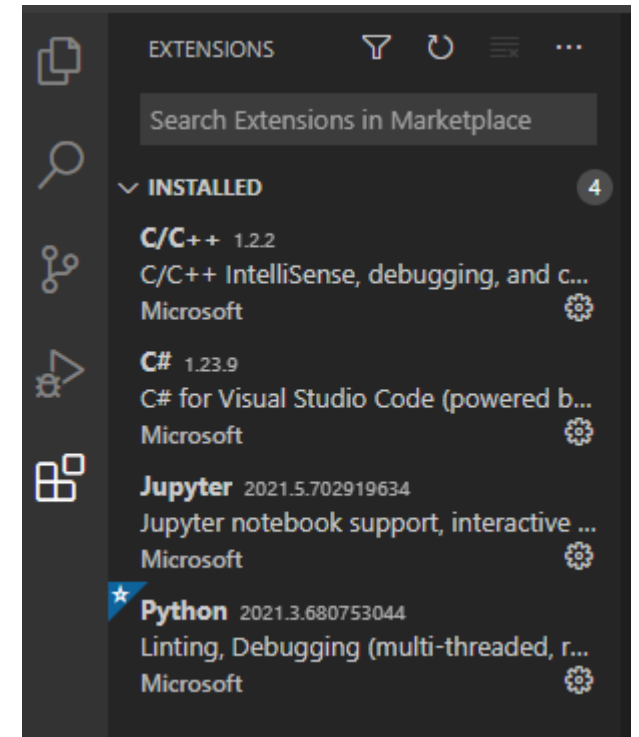 EXTENSIONS
Search Extensions in Marketplace
INSTALLED 4
C/C++ 1.2.2
C/C++ IntelliSense, debugging, and c...
Microsoft
C# 1.23.9
C# for Visual Studio Code (powered b...
Microsoft
Jupyter 2021.5.702919634
Jupyter notebook support, interactive ...
Microsoft
Python 2021.3.680753044
Linting, Debugging (multi-threaded, r...
Microsoft